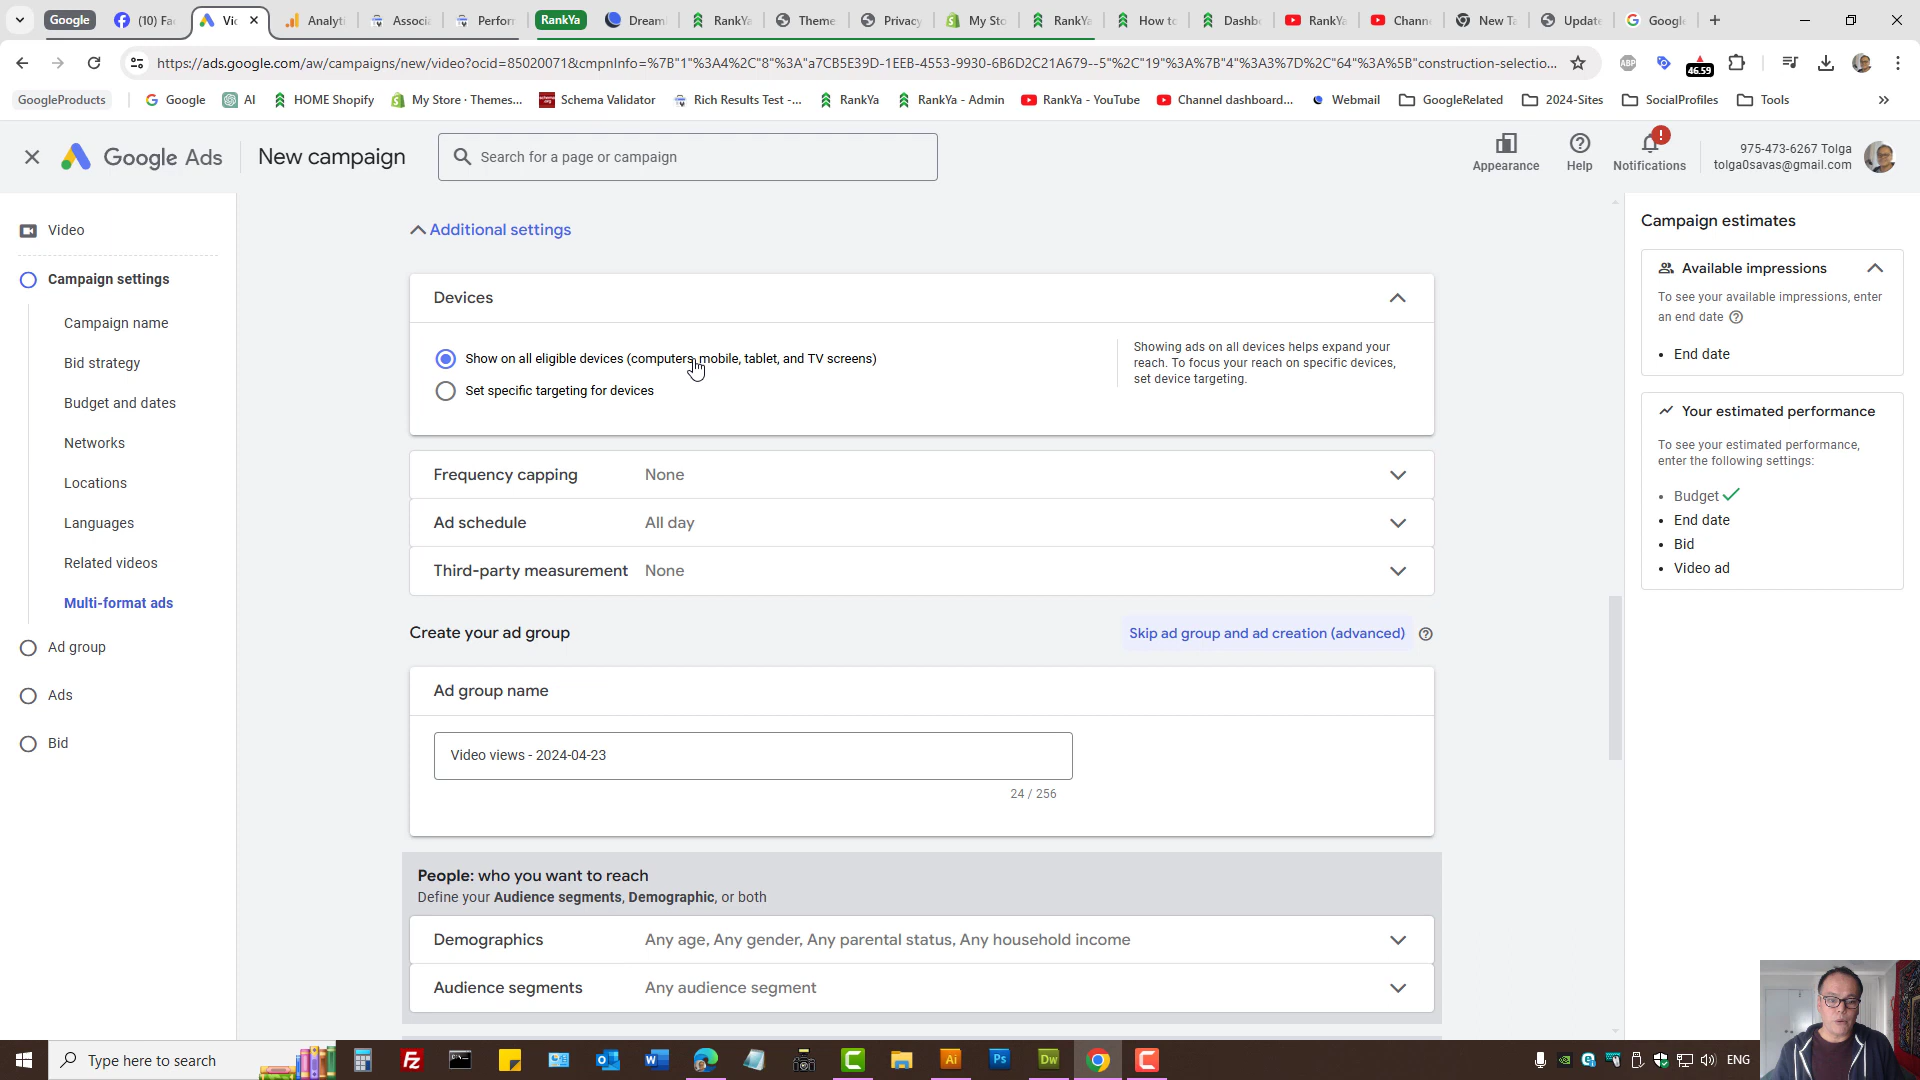 Google
(10) Fa
Vi
Analyti
Associa
Perfor
RankYa
Dreami
RankYa
Theme
Privacy
My Sto
RankYa
How to
Dashb
RankYa
Chann
New Ta
Update
Google
https://ads.google.com/aw/campaigns/new/video?ocid=85020071&cmpnInfo=%7B"1"%3A4%2C"8"%3A"a7CB5E39D-1EEB-4553-9930-6B6D2C21A679--5"%2C"19"%3A%7B"4"%3A3%7D%2C"64"%3A%5B"construction-selectio...
ABP
46.59
GoogleProducts
Google
AI
HOME Shopify
My Store · Themes...
Schema Validator
Rich Results Test -...
RankYa
RankYa - Admin
RankYa - YouTube
Channel dashboard...
Webmail
GoogleRelated
2024-Sites
SocialProfiles
Tools
Google Ads
New campaign
Search for a page or campaign
Appearance
Help
Notifications
975-473-6267 Tolga
tolga0savas@gmail.com
Video
Campaign settings
Campaign name
Bid strategy
Budget and dates
Networks
Locations
Languages
Related videos
Multi-format ads
Ad group
Ads
Bid
Additional settings
Devices
Show on all eligible devices (computers, mobile, tablet, and TV screens)
Set specific targeting for devices
Showing ads on all devices helps expand your
reach. To focus your reach on specific devices,
set device targeting.
Frequency capping None
Ad schedule All day
Third-party measurement None
Create your ad group
Skip ad group and ad creation (advanced)
Ad group name
Video views - 2024-04-23
24 / 256
People: who you want to reach
Define your Audience segments, Demographic, or both
Demographics Any age, Any gender, Any parental status, Any household income
Audience segments Any audience segment
Campaign estimates
Available impressions
To see your available impressions, enter
an end date
• End date
Your estimated performance
To see your estimated performance,
enter the following settings:
• Budget
• End date
• Bid
• Video ad
Type here to search
Fz
Ai
Ps
Dw
ENG